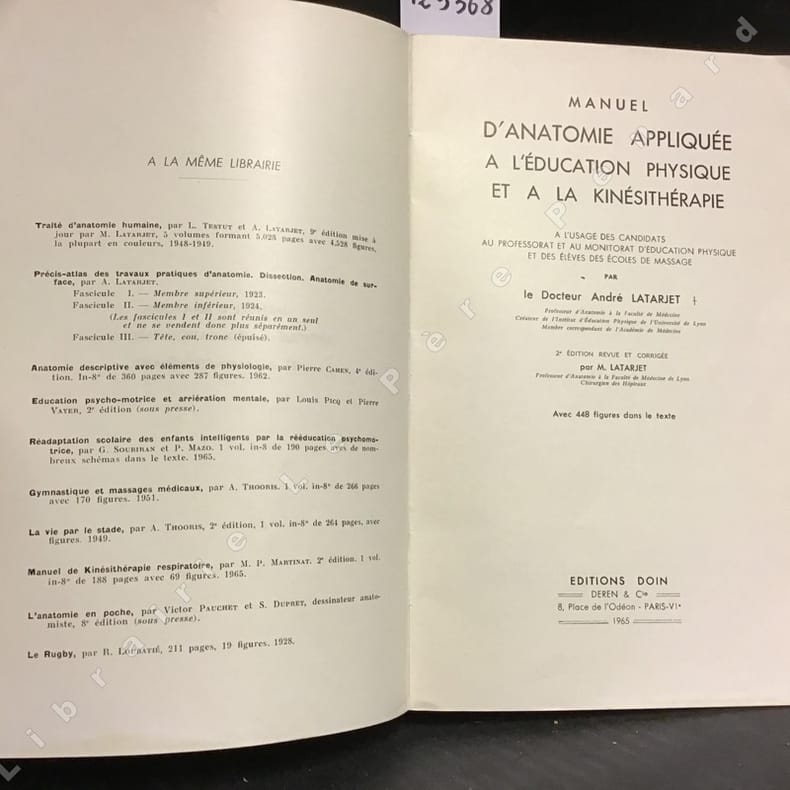 125568
A LA MÊME LIBRAIRIE
Traité d'anatomie humaine, par L. TESTUT et A. LATARJET, 9e édition mise à
jour par M. LATARJET, 5 volumes formant 5.028 pages avec 4.528 figures,
la plupart en couleurs, 1948-1949.
Précis-atlas des travaux pratiques d'anatomie. Dissection. Anatomie de sur-
face, par A. LATARJET.
Fascicule I. — Membre supérieur, 1923.
Fascicule II. — Membre inférieur, 1924.
(Les fascicules I et II sont réunis en un seul
et ne se vendent donc plus séparément.)
Fascicule III. — Tête, cou, tronc (épuisé).
Anatomie descriptive avec éléments de physiologie, par Pierre CAMEN, 4e édi-
tion. In-8° de 360 pages avec 287 figures. 1962.
Education psycho-motrice et arriération mentale, par Louis PICQ et Pierre
VAYER, 2e édition (sous presse).
Réadaptation scolaire des enfants intelligents par la rééducation psychomo-
trice, par G. SOUBIRAN et P. MAZO. 1 vol. in-8 de 190 pages avec de nom-
breux schémas dans le texte. 1965.
Gymnastique et massages médicaux, par A. THOORIS. 1 vol. in-8° de 266 pages
avec 170 figures. 1951.
La vie par le stade, par A. THOORIS, 2e édition, 1 vol. in-8° de 264 pages, avec
figures. 1949.
Manuel de Kinésithérapie respiratoire, par M. P. MARTINAT. 2e édition. 1 vol.
in-8° de 188 pages avec 69 figures. 1965.
L'anatomie en poche, par Victor PAUCHET et S. DUPRET, dessinateur anato-
miste, 8e édition (sous presse).
Le Rugby, par R. 211 pages, 19 figures. 1928.
MANUEL
D'ANATOMIE APPLIQUÉE
A L'ÉDUCATION PHYSIQUE
ET A LA KINÉSITHÉRAPIE
A L'USAGE DES CANDIDATS
AU PROFESSORAT ET AU MONITORAT D'ÉDUCATION PHYSIQUE
ET DES ÉLÈVES DES ÉCOLES DE MASSAGE
PAR
le Docteur André LATARJET †
Professeur d'Anatomie à la Faculté de Médecine
Créateur de l'Institut d'Éducation Physique de l'Université de Lyon
Membre correspondant de l'Académie de Médecine
2e ÉDITION REVUE ET CORRIGÉE
par M. LATARJET
Professeur d'Anatomie à la Faculté de Médecine de Lyon
Chirurgien des Hôpitaux
Avec 448 figures dans le texte
EDITIONS DOIN
DEREN & Cie
8, Place de l'Odéon - PARIS-VIe
1965
Librairie Le Père Pénard